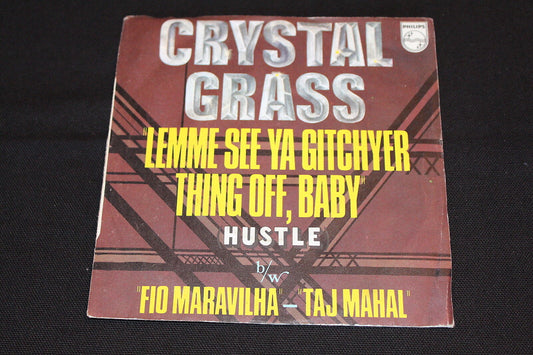 CRYSTAL
PHILIPS
GRASS
"LEMME SEE YA GITCHYER
THING OFF, BABY"
HUSTLE
b/w
"FIO MARAVILHA" - "TAJ MAHAL"